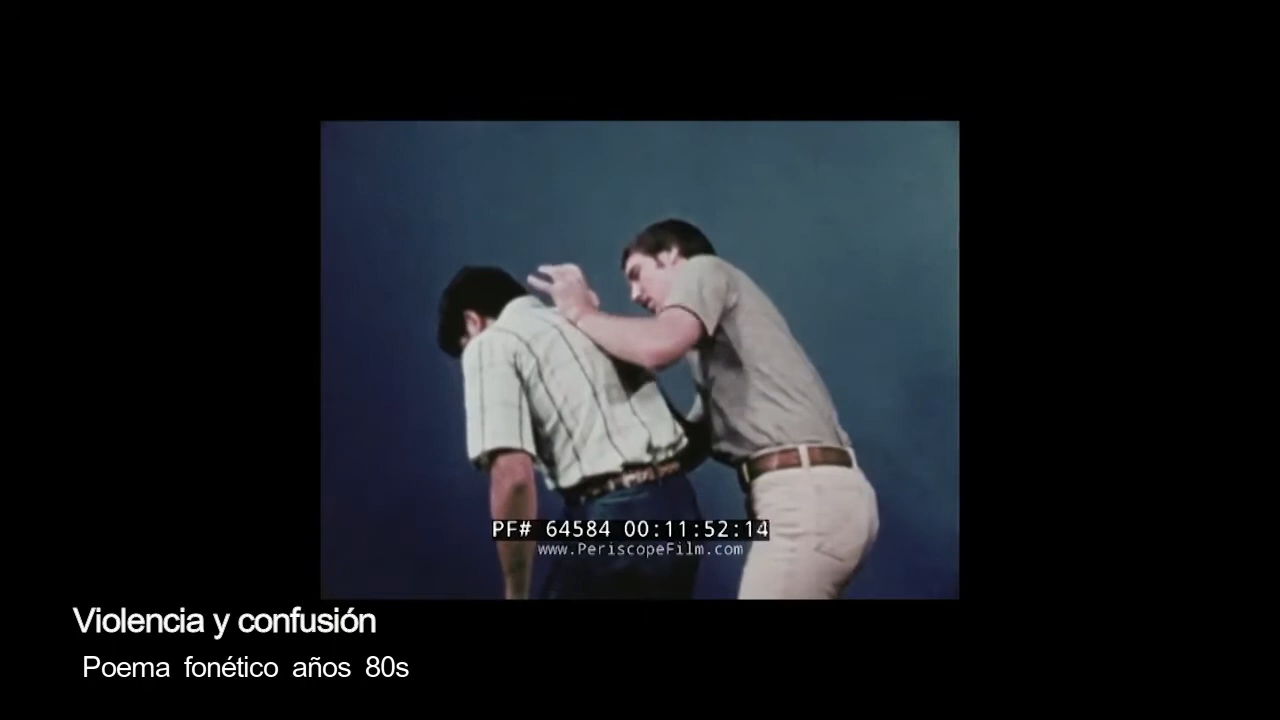 PF# 64584 00:11:52:14
www.PeriscopeFilm.com
Violencia y confusión
Poema fonético años 80s